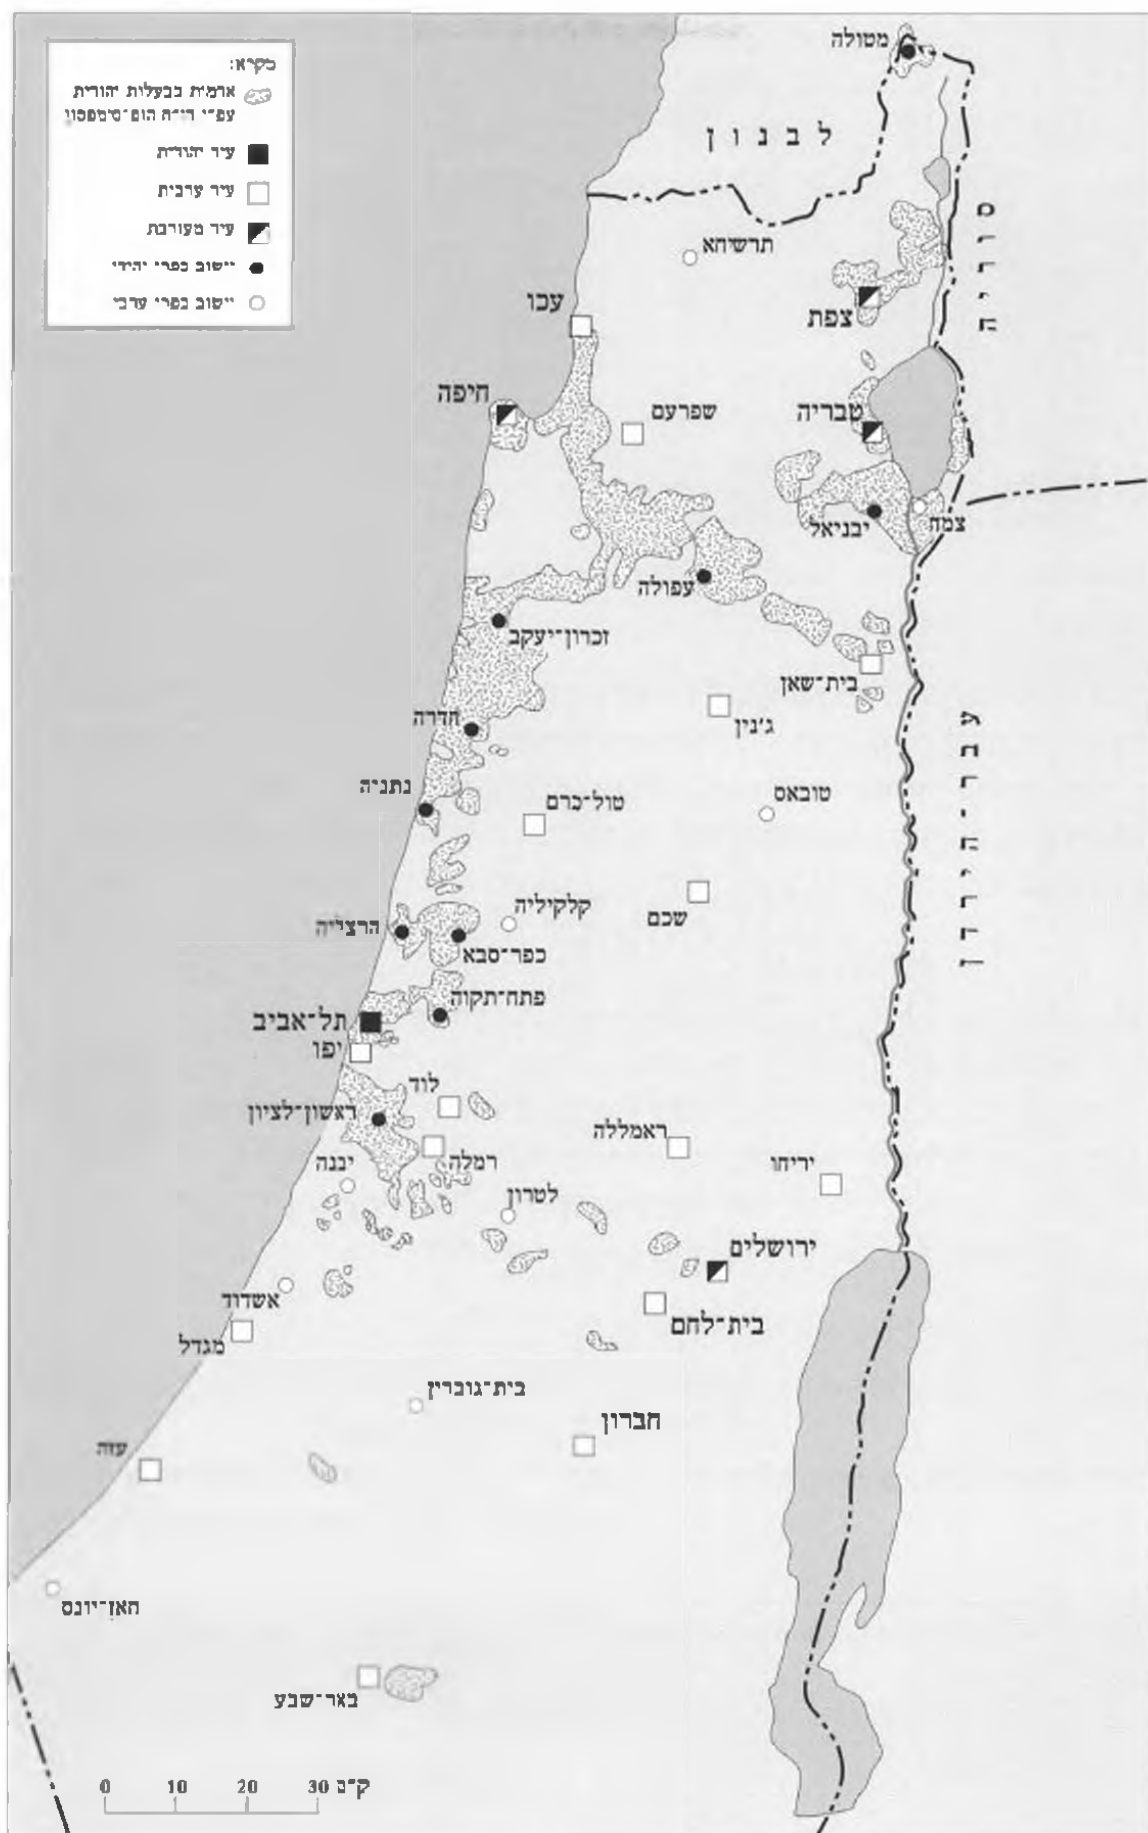 מקרא:
אדמות בבעלות יהודית
עפ״י דו״ח הופ־סימפסון
עיר יהודית
עיר ערבית
עיר מעורבת
יישוב כפרי יהודי
יישוב כפרי ערבי
מטולה
לבנון
סוריה
תרשיחא
עכו
צפת
חיפה
שפרעם
טבריה
צמח
יבניאל
עפולה
זכרון־יעקב
בית־שאן
ג׳נין
חדרה
עבר־הירדן
נתניה
טול־כרם
טובאס
שכם
קלקיליה
הרצליה
כפר־סבא
פתח־תקוה
תל־אביב
יפו
לוד
ראשון־לציון
ראמללה
רמלה
יריחו
יבנה
לטרון
ירושלים
אשדוד
בית־לחם
מגדל
בית־גוברין
חברון
עזה
חאן־יונס
באר־שבע
0 10 20 30 ק״מ